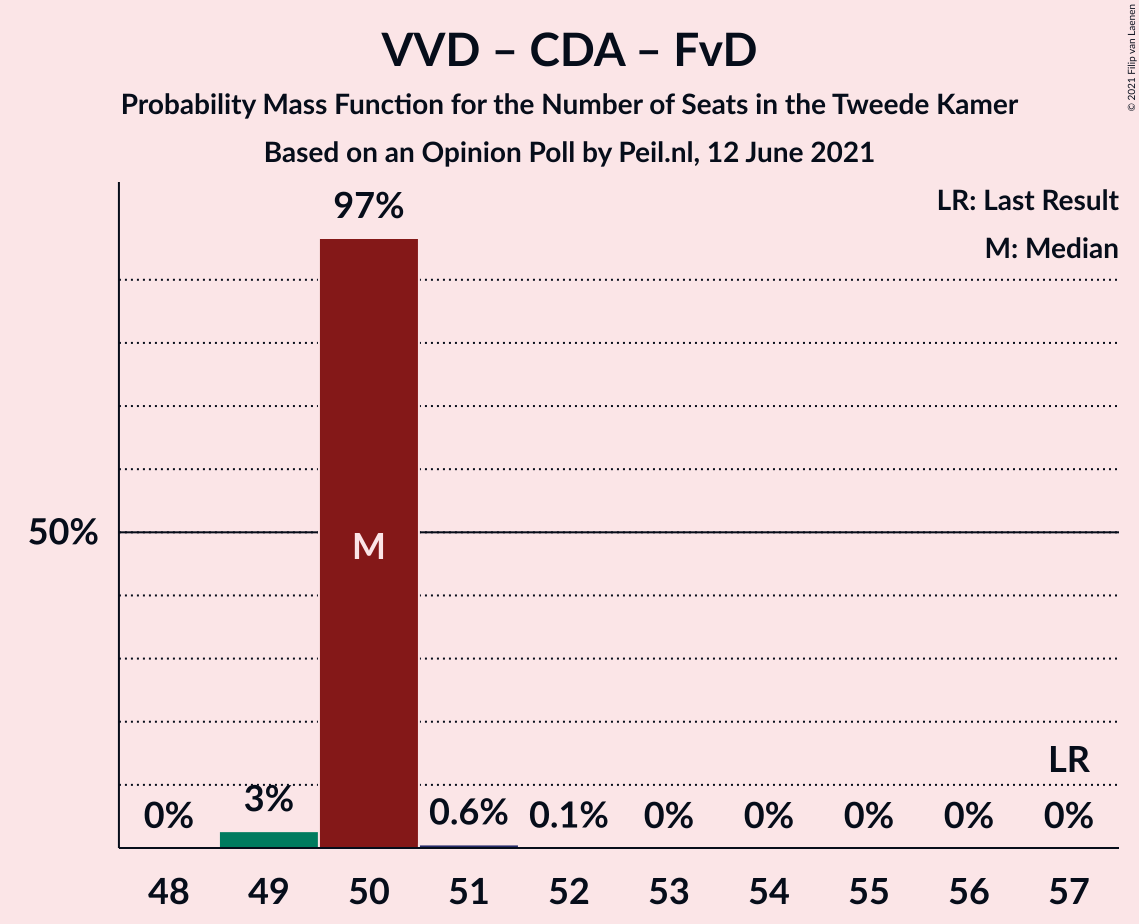 VVD – CDA – FvD
Probability Mass Function for the Number of Seats in the Tweede Kamer
Based on an Opinion Poll by Peil.nl, 12 June 2021
© 2021 Filip van Laenen
LR: Last Result
M: Median
97%
50%
M
LR
0% 3% 0.6% 0.1% 0% 0% 0% 0% 0%
48 49 50 51 52 53 54 55 56 57